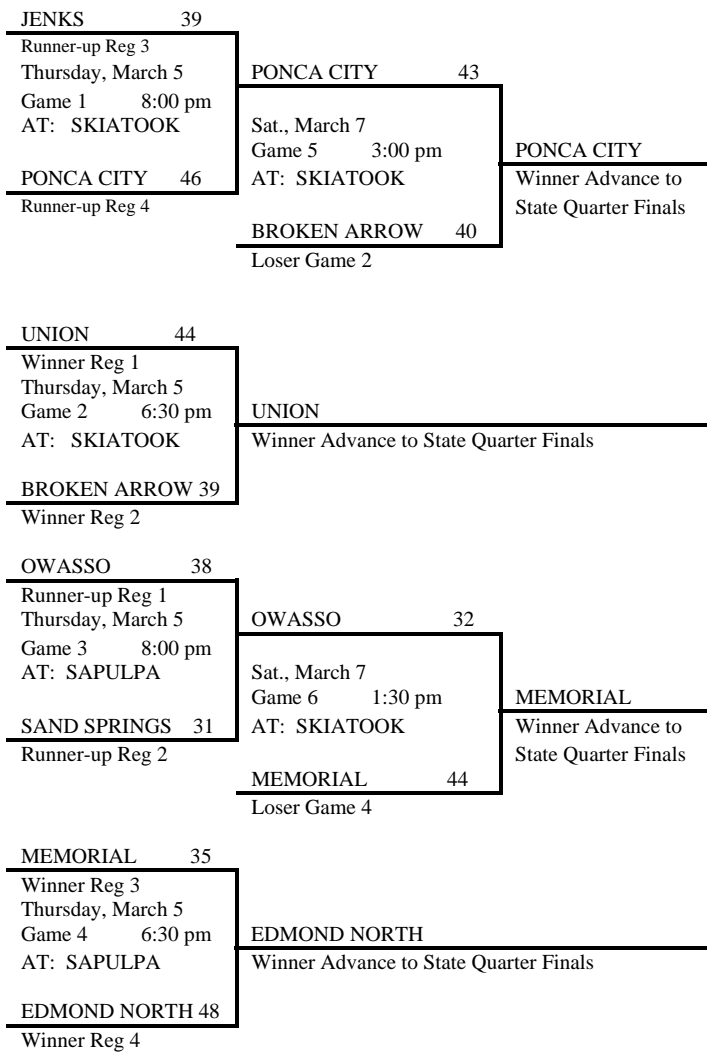 JENKS 39
Runner-up Reg 3
Thursday, March 5
Game 1 8:00 pm
AT: SKIATOOK
PONCA CITY 46
Runner-up Reg 4
PONCA CITY 43
Sat., March 7
Game 5 3:00 pm
AT: SKIATOOK
BROKEN ARROW 40
Loser Game 2
PONCA CITY
Winner Advance to
State Quarter Finals
UNION 44
Winner Reg 1
Thursday, March 5
Game 2 6:30 pm
AT: SKIATOOK
BROKEN ARROW 39
Winner Reg 2
UNION
Winner Advance to State Quarter Finals
OWASSO 38
Runner-up Reg 1
Thursday, March 5
Game 3 8:00 pm
AT: SAPULPA
SAND SPRINGS 31
Runner-up Reg 2
OWASSO 32
Sat., March 7
Game 6 1:30 pm
AT: SKIATOOK
MEMORIAL 44
Loser Game 4
MEMORIAL
Winner Advance to
State Quarter Finals
MEMORIAL 35
Winner Reg 3
Thursday, March 5
Game 4 6:30 pm
AT: SAPULPA
EDMOND NORTH 48
Winner Reg 4
EDMOND NORTH
Winner Advance to State Quarter Finals